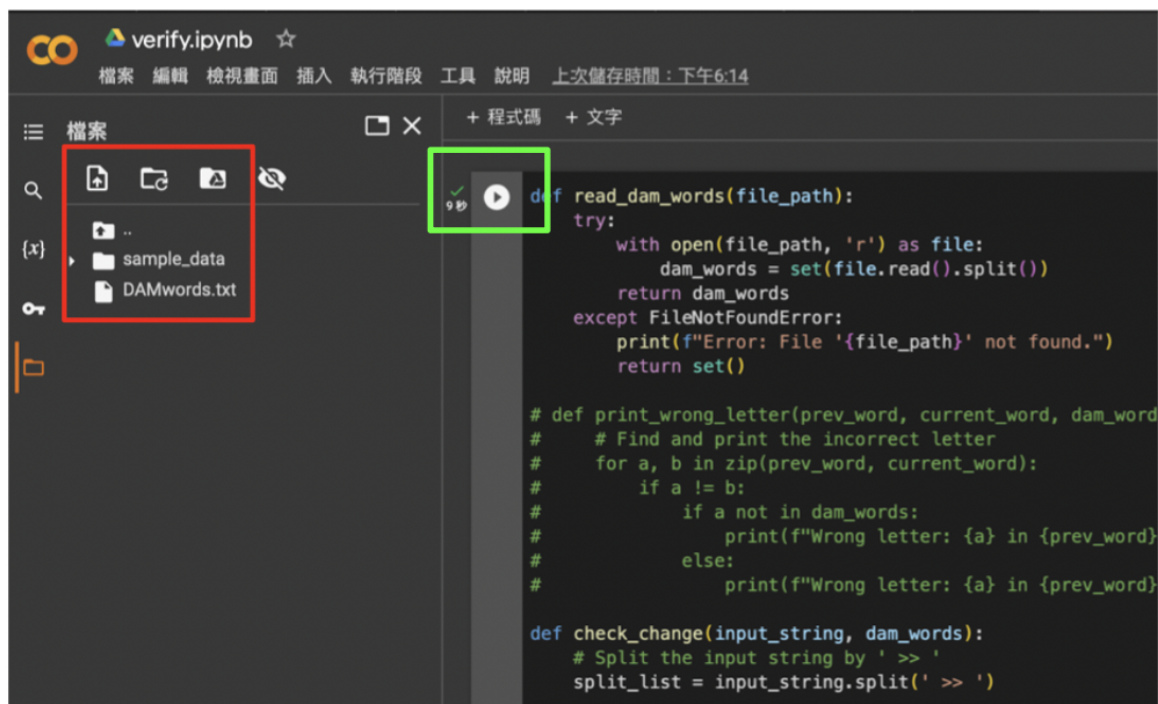 verify.ipynb
檔案 編輯 檢視畫面 插入 執行階段 工具 說明 上次儲存時間：下午6:14
檔案
+ 程式碼 + 文字
{x}
..
sample_data
DAMwords.txt
9 秒
def read_dam_words(file_path):
    try:
        with open(file_path, 'r') as file:
            dam_words = set(file.read().split())
        return dam_words
    except FileNotFoundError:
        print(f"Error: File '{file_path}' not found.")
        return set()
# def print_wrong_letter(prev_word, current_word, dam_word
#     # Find and print the incorrect letter
#     for a, b in zip(prev_word, current_word):
#         if a != b:
#             if a not in dam_words:
#                 print(f"Wrong letter: {a} in {prev_word}
#             else:
#                 print(f"Wrong letter: {a} in {prev_word}
def check_change(input_string, dam_words):
    # Split the input string by ' >> '
    split_list = input_string.split(' >> ')